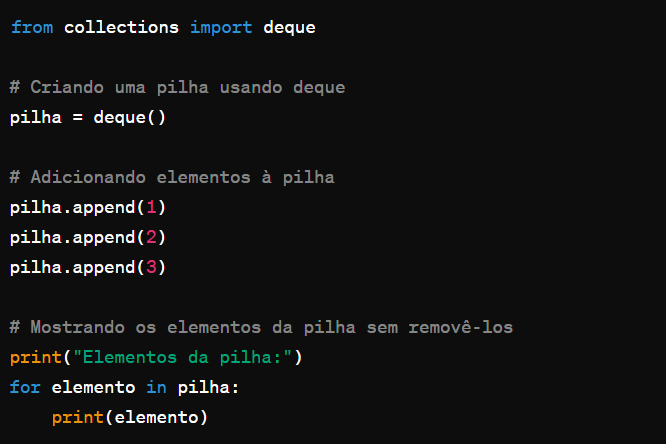 from collections import deque
# Criando uma pilha usando deque
pilha = deque()
# Adicionando elementos à pilha
pilha.append(1)
pilha.append(2)
pilha.append(3)
# Mostrando os elementos da pilha sem removê-los
print("Elementos da pilha:")
for elemento in pilha:
    print(elemento)